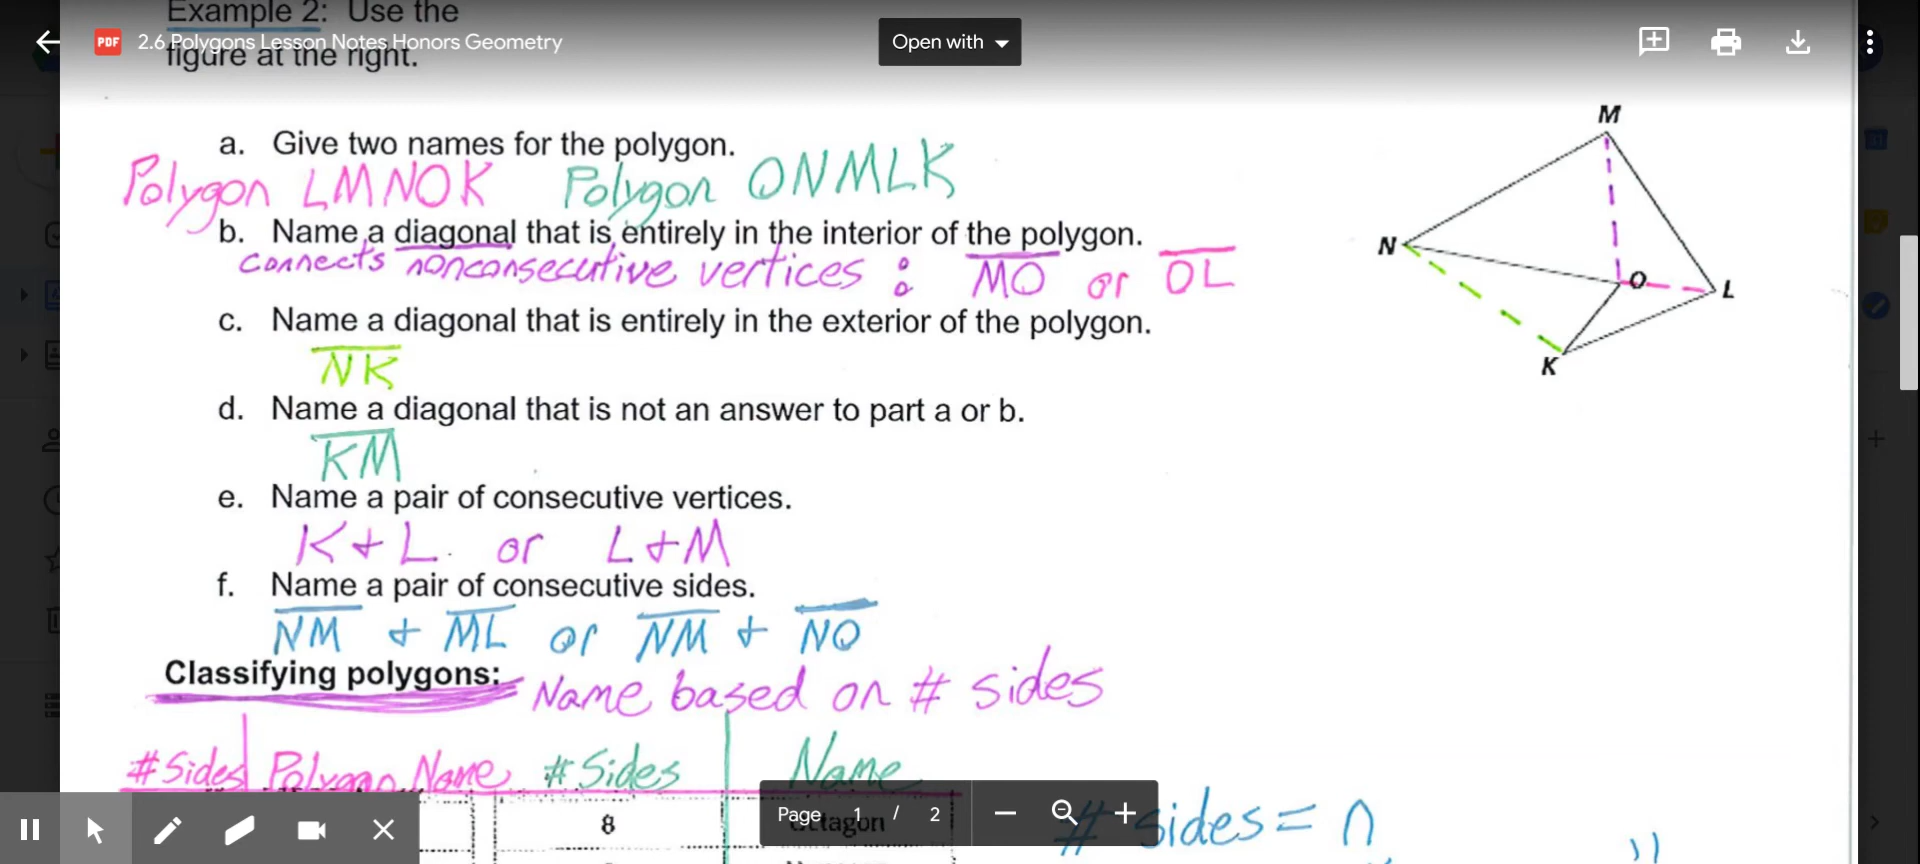 Example 2: Use the
figure at the right.
PDF 2.6 Polygons Lesson Notes Honors Geometry
Open with
a. Give two names for the polygon.
Polygon LMNOK Polygon ONMLK
b. Name a diagonal that is entirely in the interior of the polygon.
connects nonconsecutive vertices : MO or OL
c. Name a diagonal that is entirely in the exterior of the polygon.
NK
d. Name a diagonal that is not an answer to part a or b.
KM
e. Name a pair of consecutive vertices.
K + L or L + M
f. Name a pair of consecutive sides.
NM + ML or NM + NO
M
N
O
L
K
Classifying polygons: Name based on # sides
#Sides Polygon Name #Sides Name
8 Octagon
# sides = n
Page 1 / 2